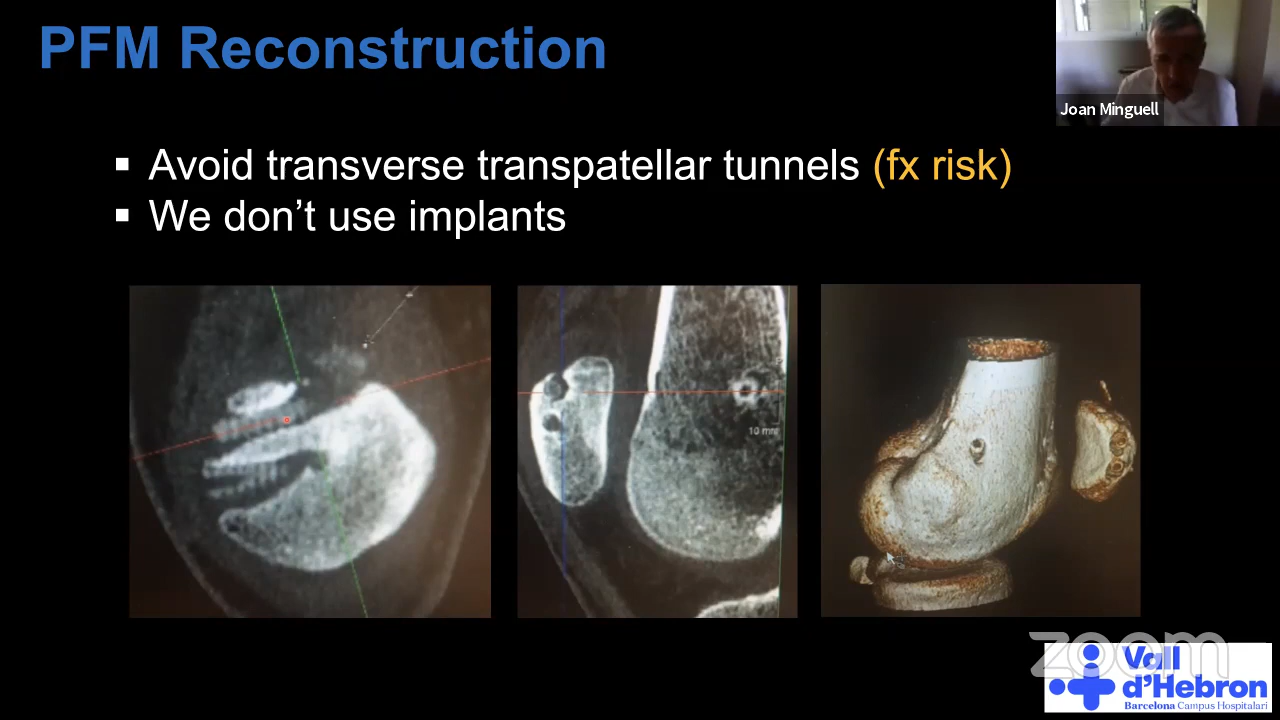 PFM Reconstruction
Joan Minguell
▪ Avoid transverse transpatellar tunnels (fx risk)
▪ We don’t use implants
10 mm
zoom
Vall
d’Hebron
Barcelona Campus Hospitalari